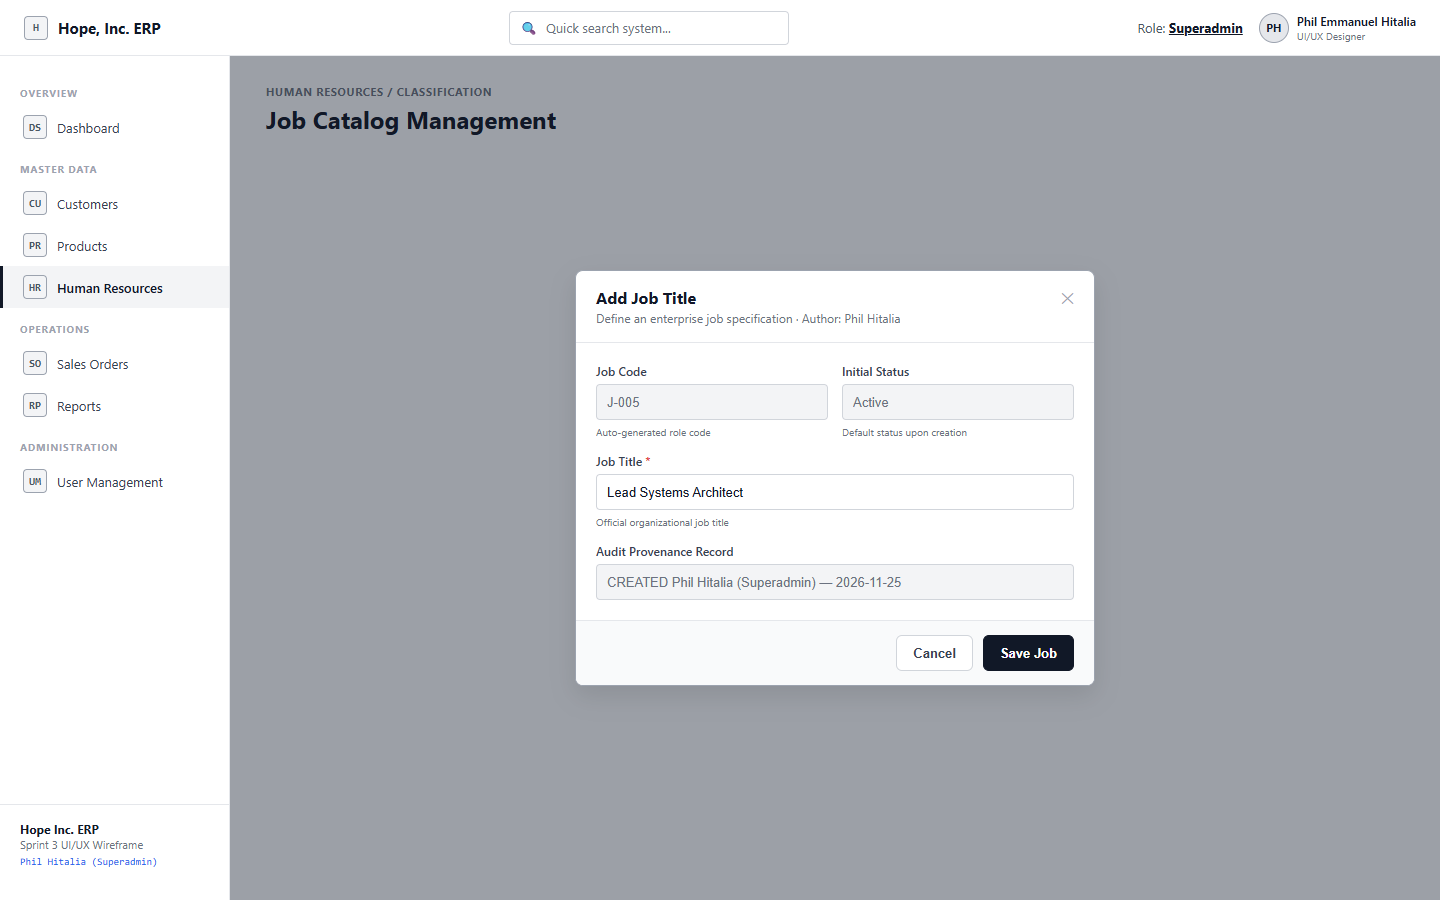 H
Hope, Inc. ERP
Quick search system...
Role: Superadmin
PH
Phil Emmanuel Hitalia
UI/UX Designer
OVERVIEW
DS Dashboard
MASTER DATA
CU Customers
PR Products
HR Human Resources
OPERATIONS
SO Sales Orders
RP Reports
ADMINISTRATION
UM User Management
Hope Inc. ERP
Sprint 3 UI/UX Wireframe
Phil Hitalia (Superadmin)
HUMAN RESOURCES / CLASSIFICATION
Job Catalog Management
Add Job Title
Define an enterprise job specification · Author: Phil Hitalia
Job Code
J-005
Auto-generated role code
Initial Status
Active
Default status upon creation
Job Title *
Lead Systems Architect
Official organizational job title
Audit Provenance Record
CREATED Phil Hitalia (Superadmin) — 2026-11-25
Cancel
Save Job